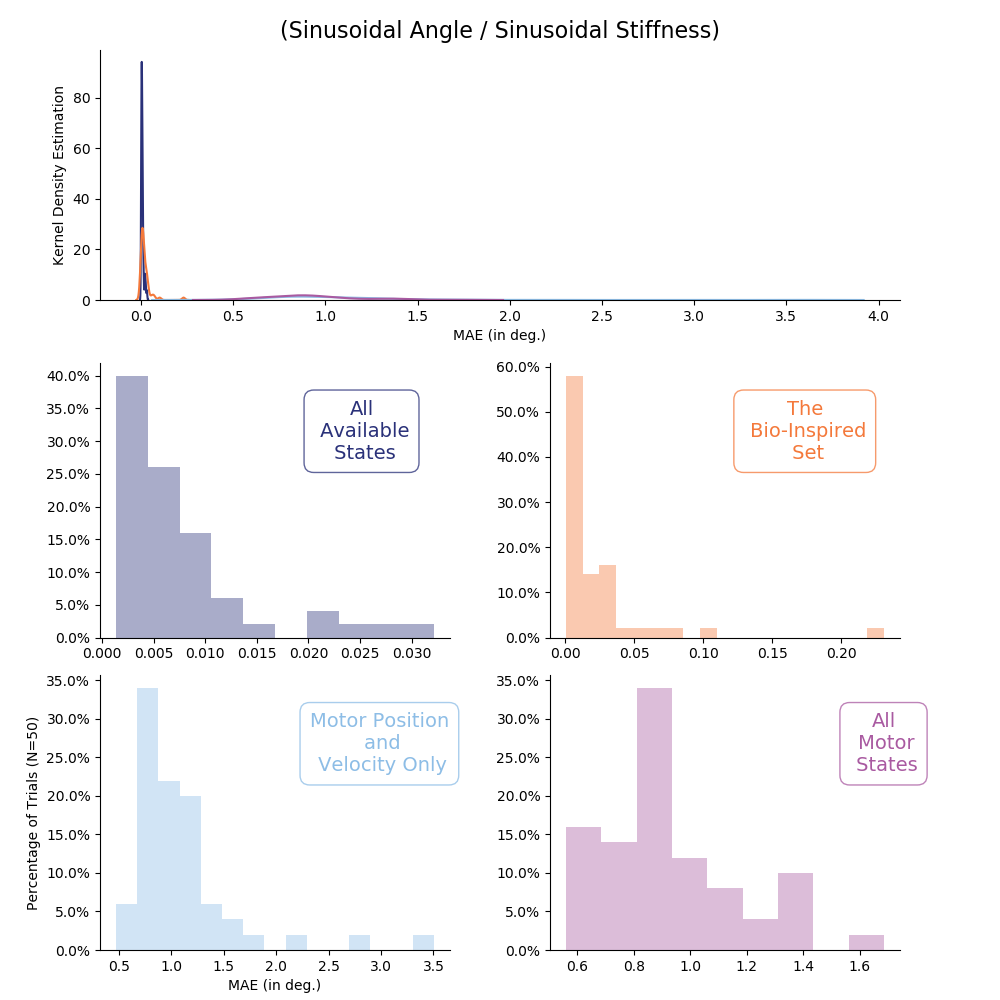 (Sinusoidal Angle / Sinusoidal Stiffness)
Kernel Density Estimation
80
60
40
20
0
0.0 0.5 1.0 1.5 2.0 2.5 3.0 3.5 4.0
MAE (in deg.)
40.0%
35.0%
30.0%
25.0%
20.0%
15.0%
10.0%
5.0%
0.0%
0.000 0.005 0.010 0.015 0.020 0.025 0.030
All
Available
States
60.0%
50.0%
40.0%
30.0%
20.0%
10.0%
0.0%
0.00 0.05 0.10 0.15 0.20
The
Bio-Inspired
Set
Percentage of Trials (N=50)
35.0%
30.0%
25.0%
20.0%
15.0%
10.0%
5.0%
0.0%
0.5 1.0 1.5 2.0 2.5 3.0 3.5
MAE (in deg.)
Motor Position
and
Velocity Only
35.0%
30.0%
25.0%
20.0%
15.0%
10.0%
5.0%
0.0%
0.6 0.8 1.0 1.2 1.4 1.6
All
Motor
States